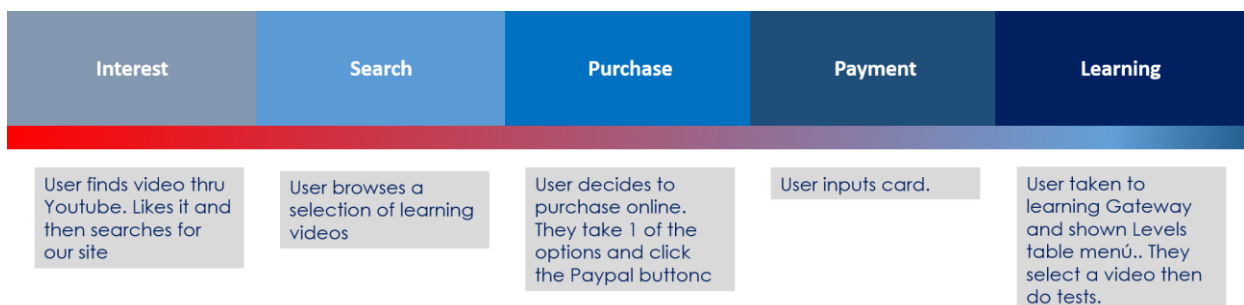 Interest
Search
Purchase
Payment
Learning
User finds video thru
Youtube. Likes it and
then searches for
our site
User browses a
selection of learning
videos
User decides to
purchase online.
They take 1 of the
options and click
the Paypal buttonc
User inputs card.
User taken to
learning Gateway
and shown Levels
table menú.. They
select a video then
do tests.